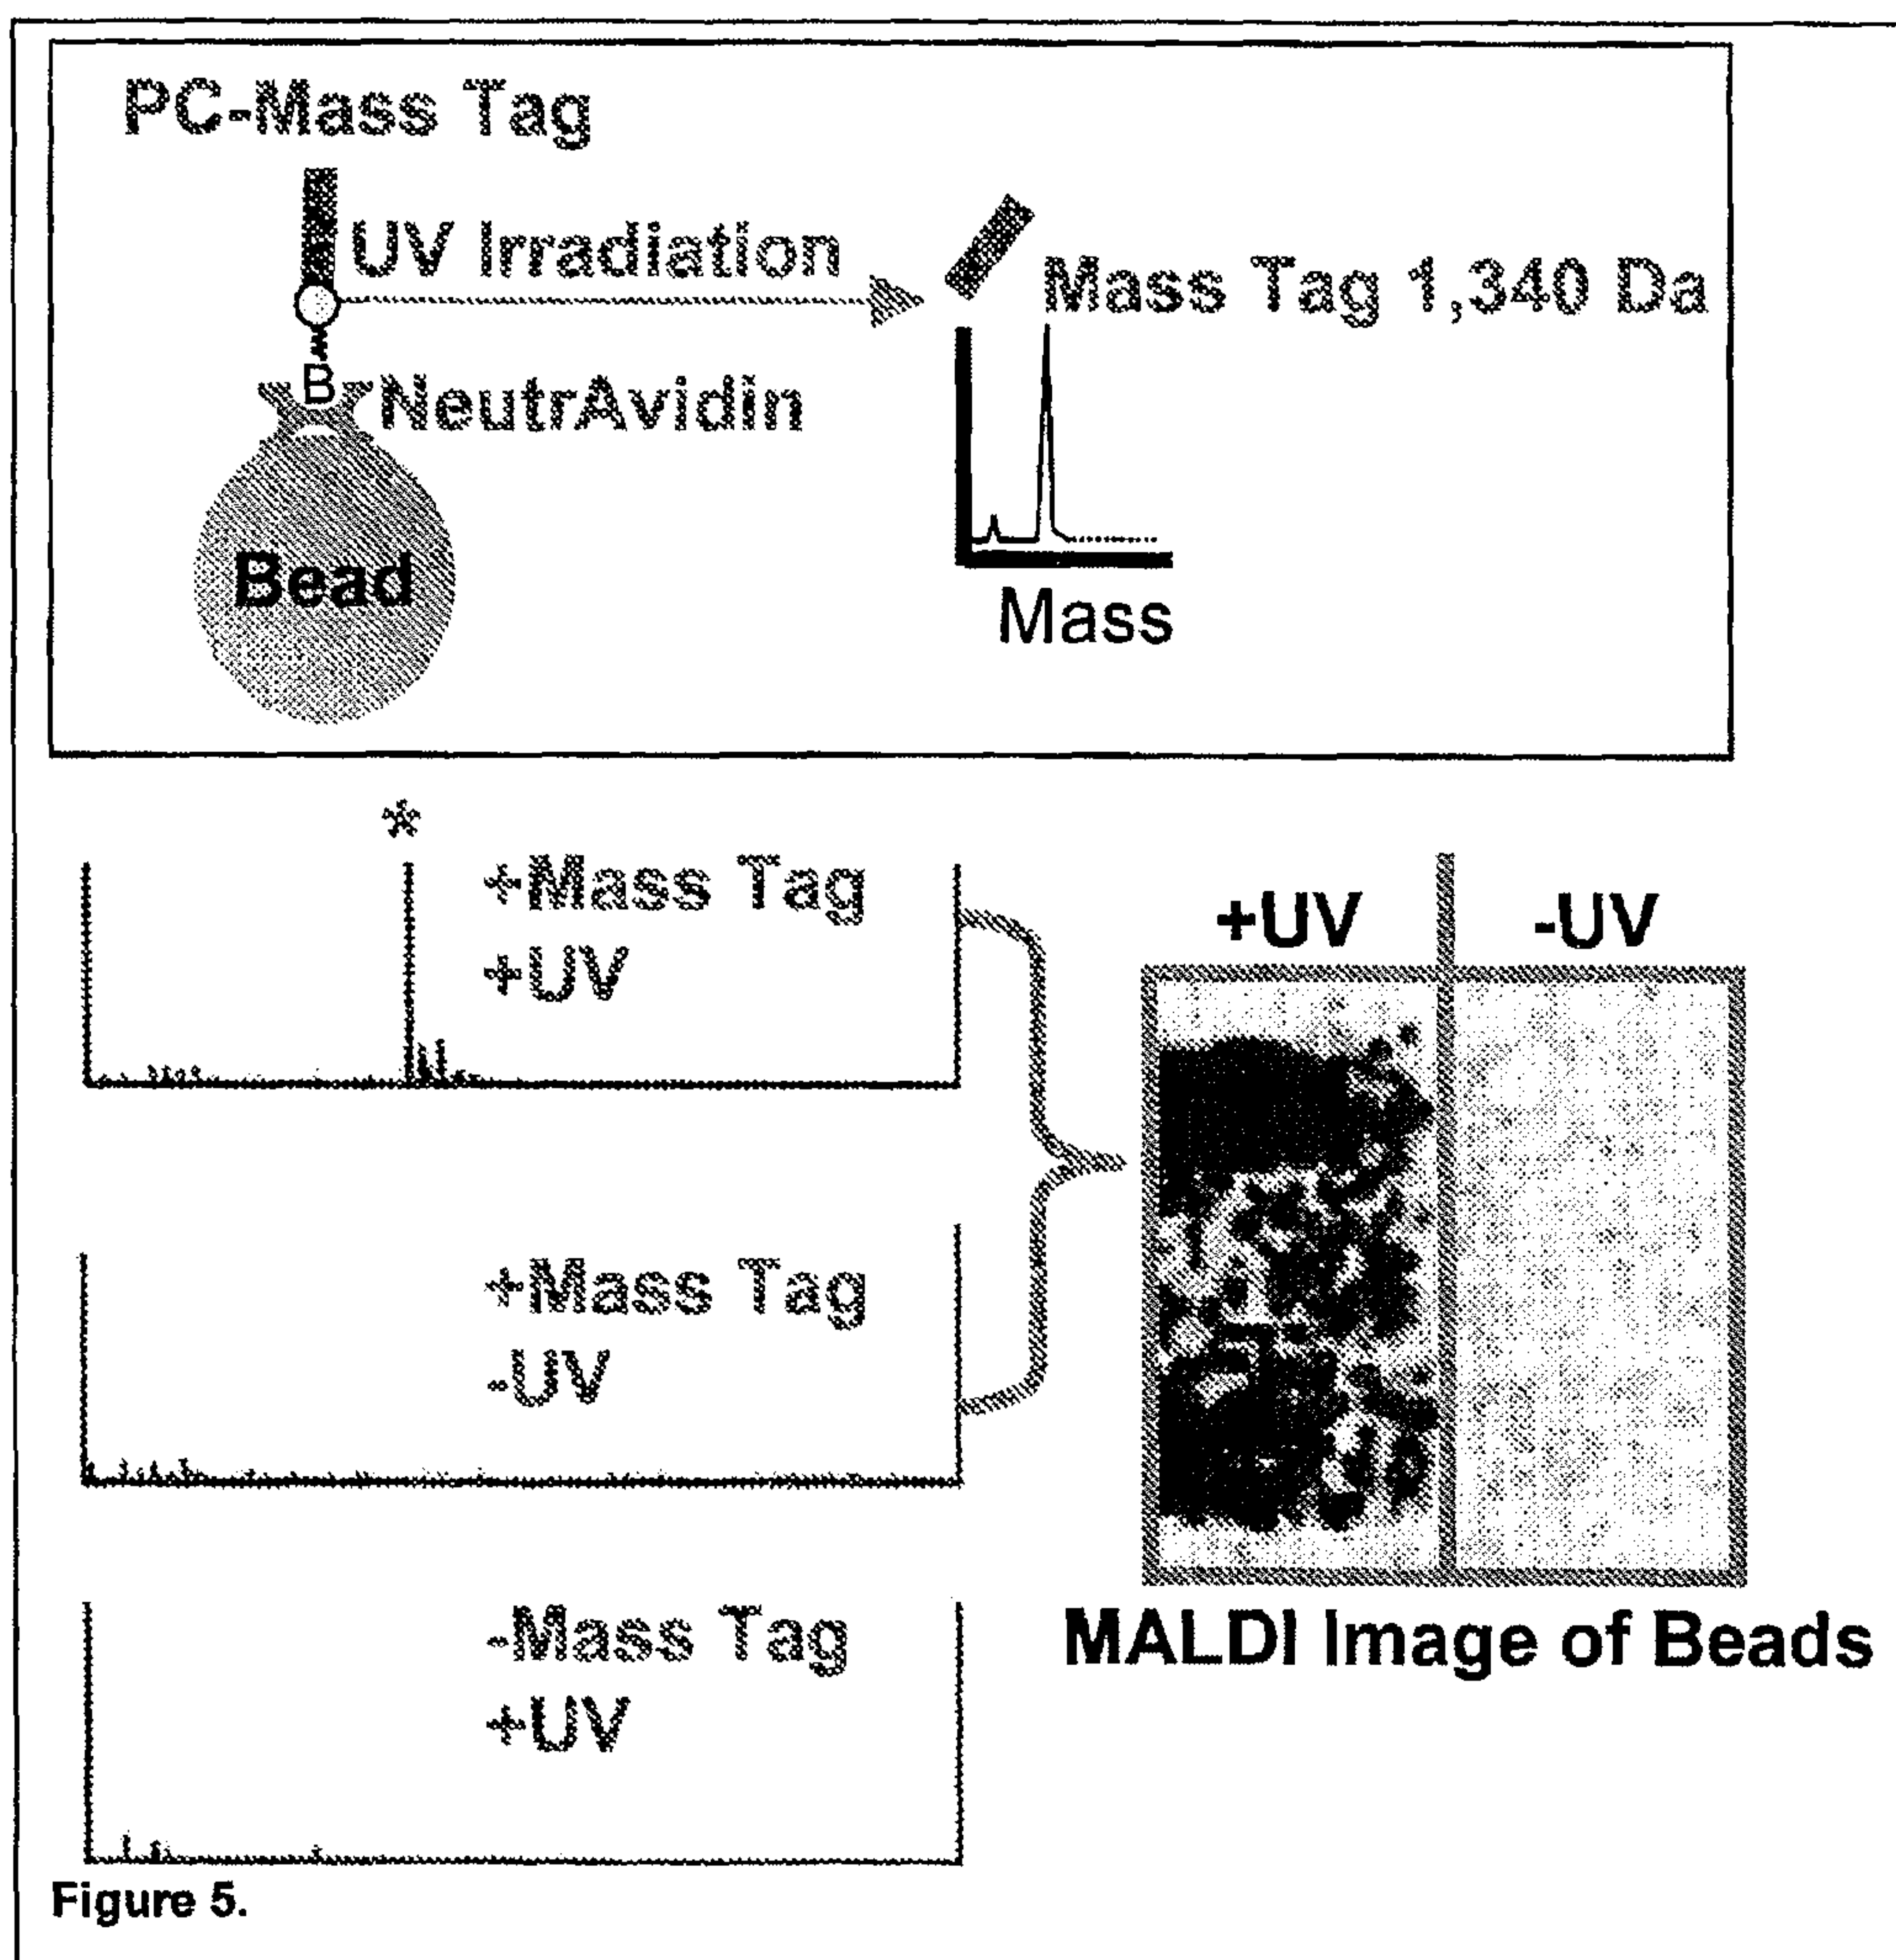 PC-Mass Tag
UV Irradiation
Mass Tag 1,340 Da
B
NeutrAvidin
Bead
Mass
*
+Mass Tag
+UV
+Mass Tag
-UV
-Mass Tag
+UV
+UV
-UV
MALDI Image of Beads
Figure 5.